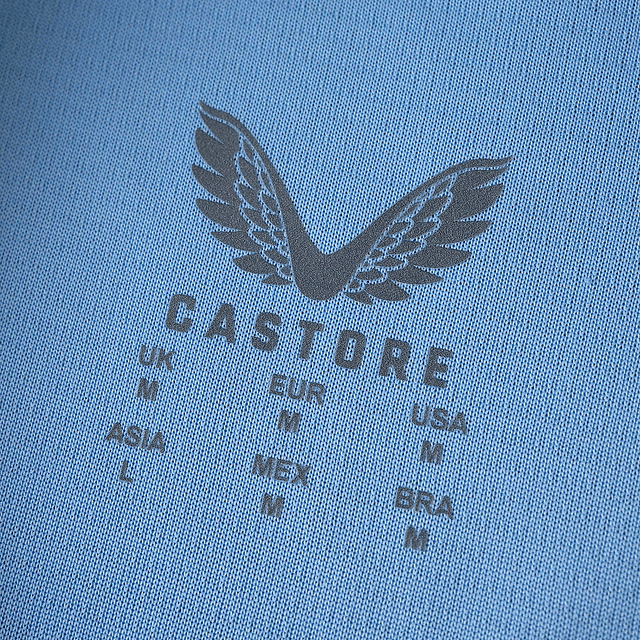 CASTORE
UK EUR USA
M M M
ASIA MEX BRA
L M M